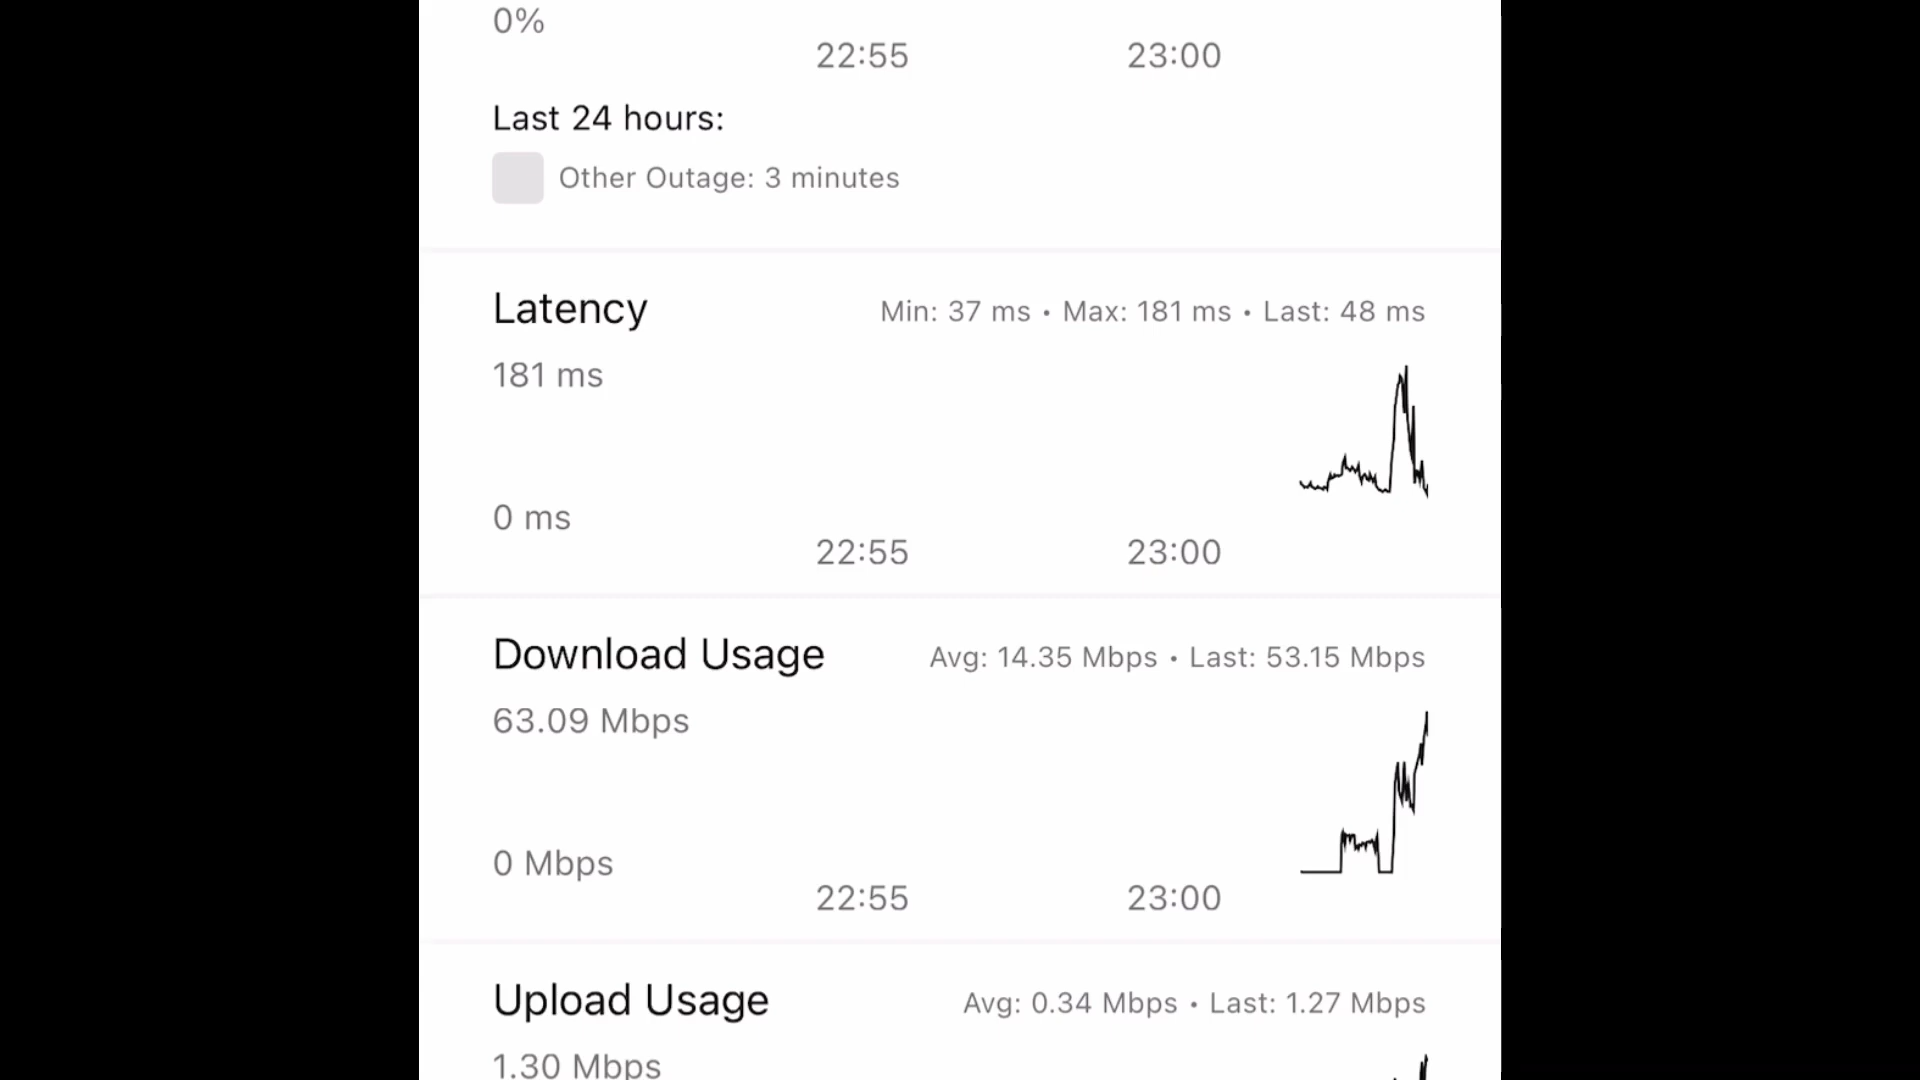 0%
22:55 23:00
Last 24 hours:
Other Outage: 3 minutes
Latency Min: 37 ms • Max: 181 ms • Last: 48 ms
181 ms
0 ms
22:55 23:00
Download Usage Avg: 14.35 Mbps • Last: 53.15 Mbps
63.09 Mbps
0 Mbps
22:55 23:00
Upload Usage Avg: 0.34 Mbps • Last: 1.27 Mbps
1.30 Mbps